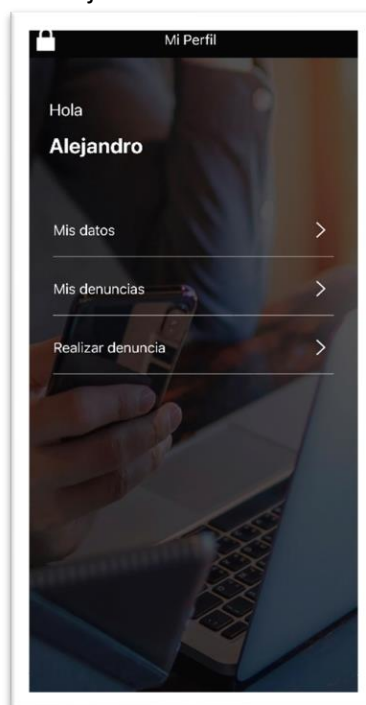 Mi Perfil
Hola
Alejandro
Mis datos
Mis denuncias
Realizar denuncia